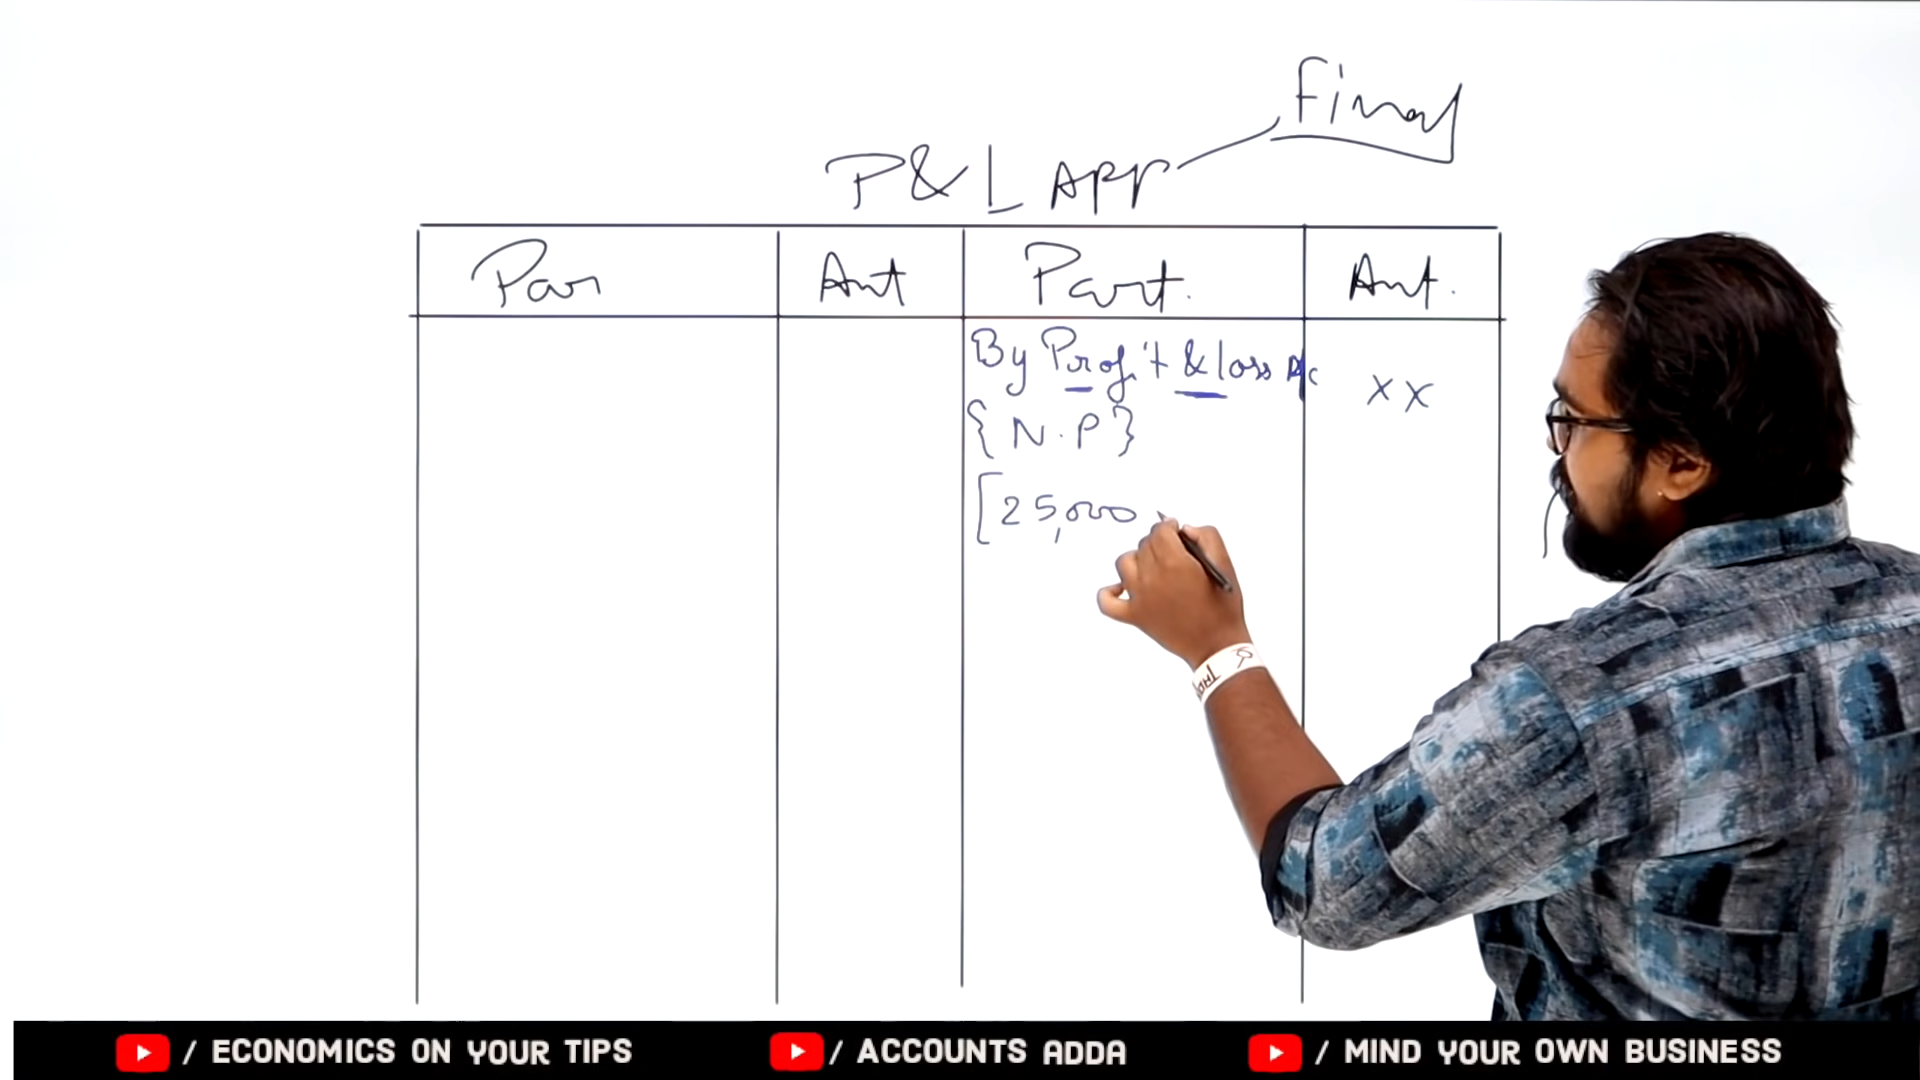 Final
P&L APP
Par Amt Part. Amt.
By Profit & loss A/c XX
{N.P}
[25,000
/ ECONOMICS ON YOUR TIPS / ACCOUNTS ADDA / MIND YOUR OWN BUSINESS